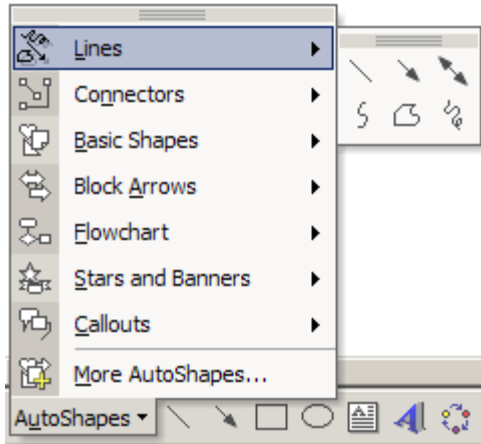 Lines
Connectors
Basic Shapes
Block Arrows
Flowchart
Stars and Banners
Callouts
More AutoShapes...
AutoShapes